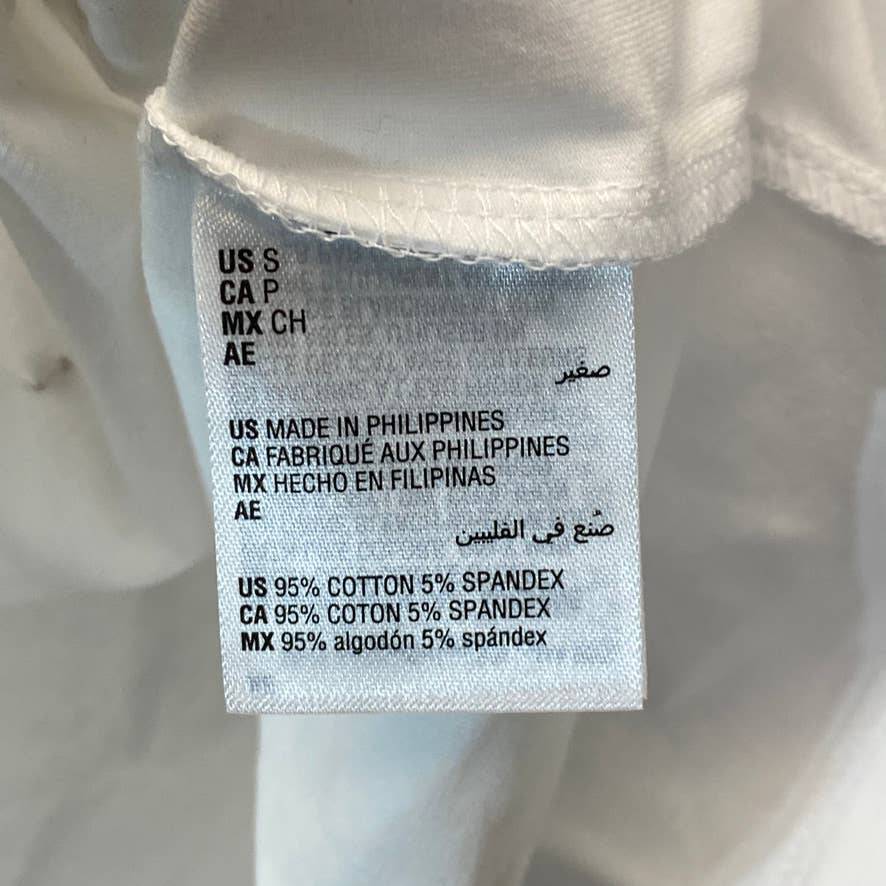 US S
CA P
MX CH
AE
صغير
US MADE IN PHILIPPINES
CA FABRIQUÉ AUX PHILIPPINES
MX HECHO EN FILIPINAS
AE
صُنع في الفليبين
US 95% COTTON 5% SPANDEX
CA 95% COTON 5% SPANDEX
MX 95% algodón 5% spándex